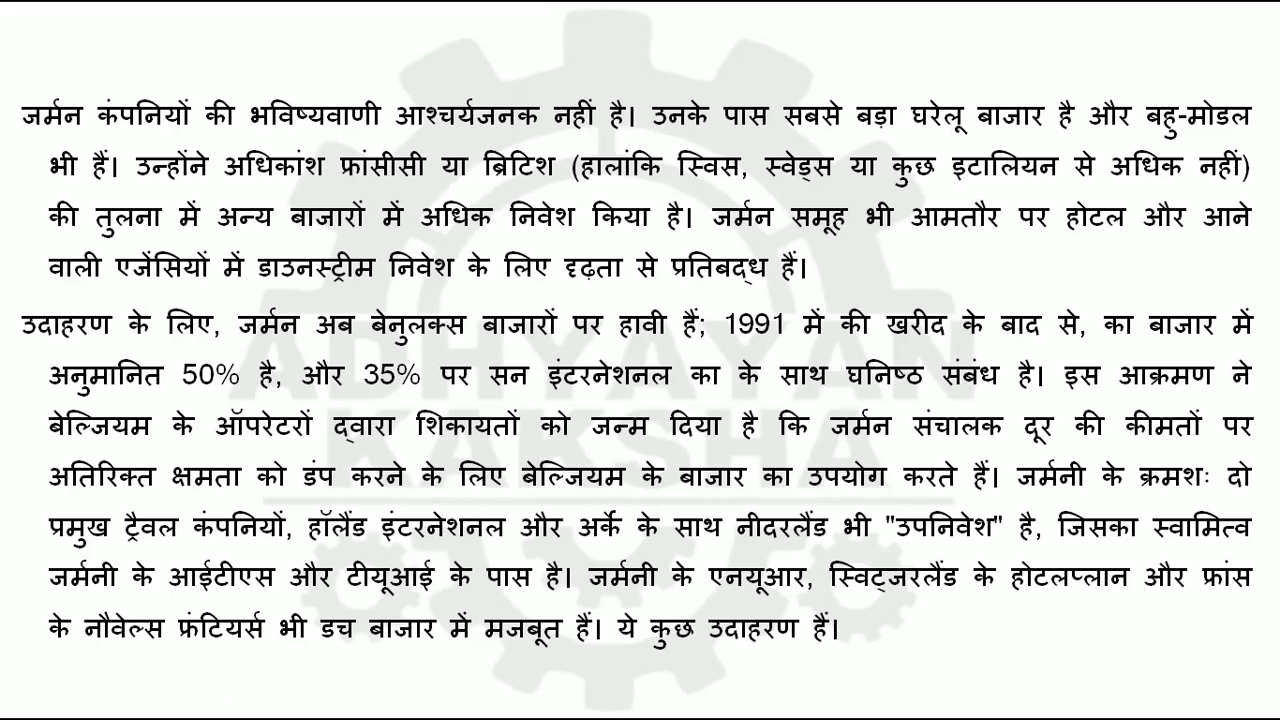 जर्मन कंपनियों की भविष्यवाणी आश्चर्यजनक नहीं है। उनके पास सबसे बड़ा घरेलू बाजार है और बहु-मोडल
भी हैं। उन्होंने अधिकांश फ्रांसीसी या ब्रिटिश (हालांकि स्विस, स्वेड्स या कुछ इटालियन से अधिक नहीं)
की तुलना में अन्य बाजारों में अधिक निवेश किया है। जर्मन समूह भी आमतौर पर होटल और आने
वाली एजेंसियों में डाउनस्ट्रीम निवेश के लिए दृढ़ता से प्रतिबद्ध हैं।
उदाहरण के लिए, जर्मन अब बेनुलक्स बाजारों पर हावी हैं; 1991 में की खरीद के बाद से, का बाजार में
अनुमानित 50% है, और 35% पर सन इंटरनेशनल का के साथ घनिष्ठ संबंध है। इस आक्रमण ने
बेल्जियम के ऑपरेटरों द्वारा शिकायतों को जन्म दिया है कि जर्मन संचालक दूर की कीमतों पर
अतिरिक्त क्षमता को डंप करने के लिए बेल्जियम के बाजार का उपयोग करते हैं। जर्मनी के क्रमशः दो
प्रमुख ट्रैवल कंपनियों, हॉलैंड इंटरनेशनल और अर्के के साथ नीदरलैंड भी "उपनिवेश" है, जिसका स्वामित्व
जर्मनी के आईटीएस और टीयूआई के पास है। जर्मनी के एनयूआर, स्विट्जरलैंड के होटलप्लान और फ्रांस
के नौवेल्स फ्रंटियर्स भी डच बाजार में मजबूत हैं। ये कुछ उदाहरण हैं।
ADHYAYAN
KAKSHA